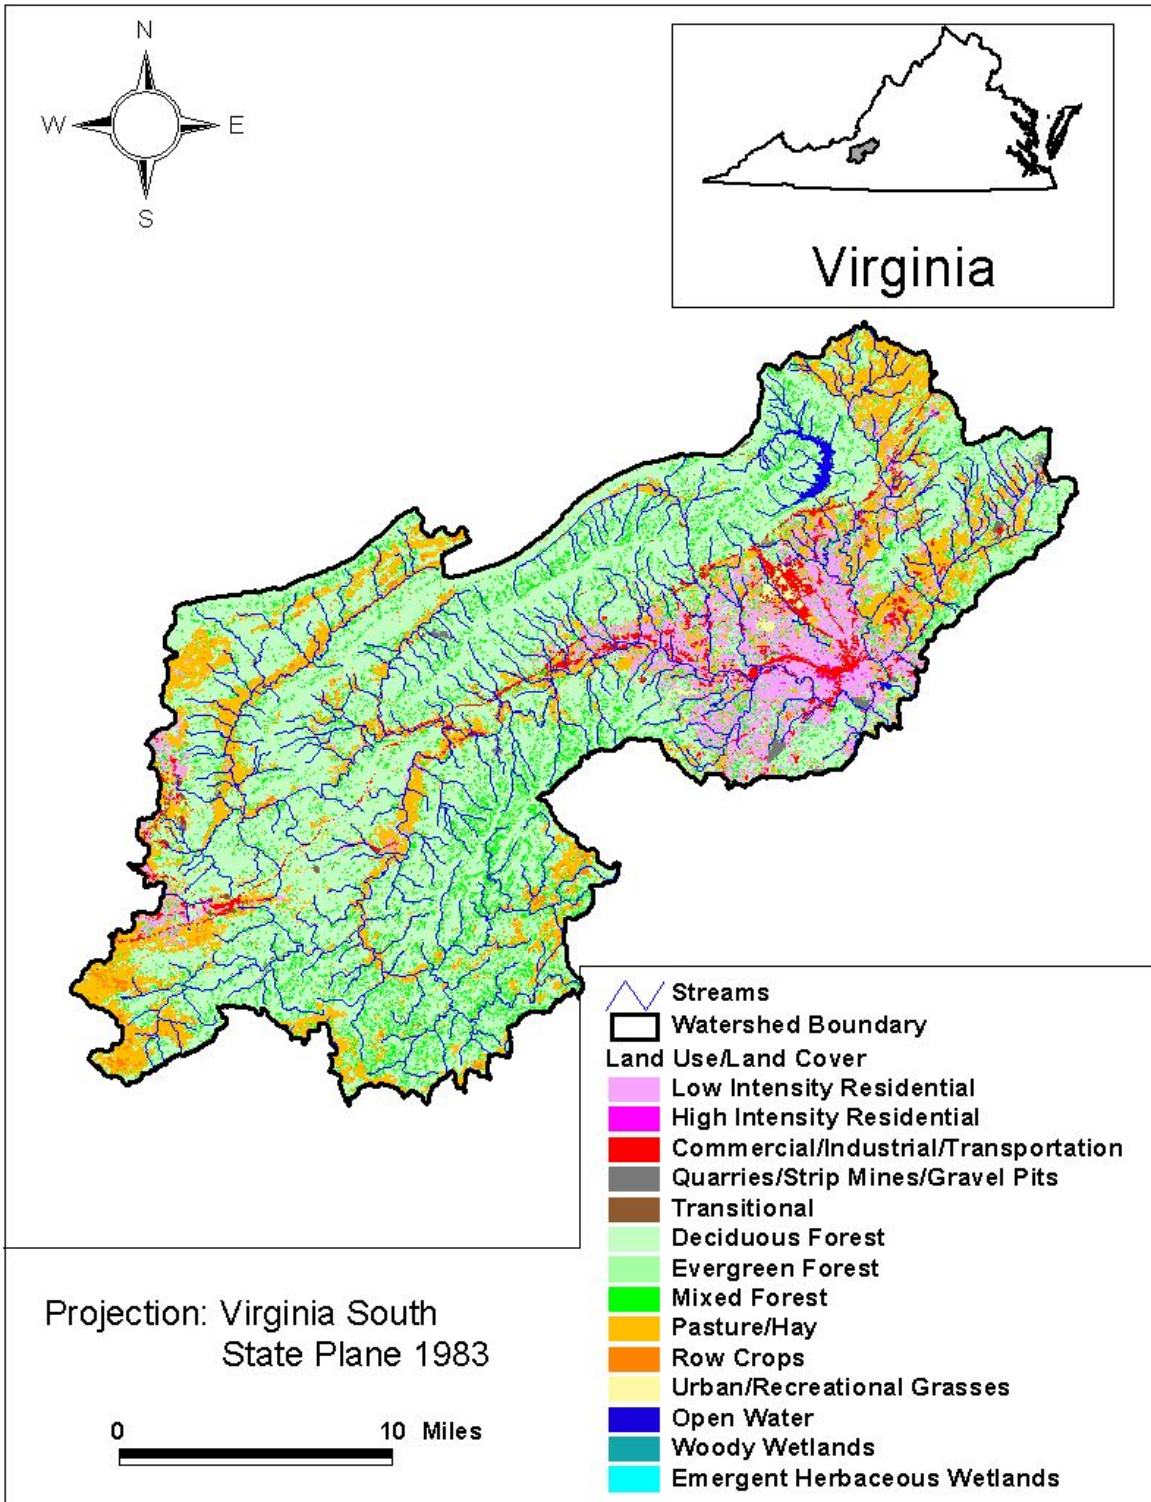 N
W E
S
Virginia
Streams
Watershed Boundary
Land Use/Land Cover
Low Intensity Residential
High Intensity Residential
Commercial/Industrial/Transportation
Quarries/Strip Mines/Gravel Pits
Transitional
Deciduous Forest
Evergreen Forest
Mixed Forest
Pasture/Hay
Row Crops
Urban/Recreational Grasses
Open Water
Woody Wetlands
Emergent Herbaceous Wetlands
Projection: Virginia South
State Plane 1983
0 10 Miles